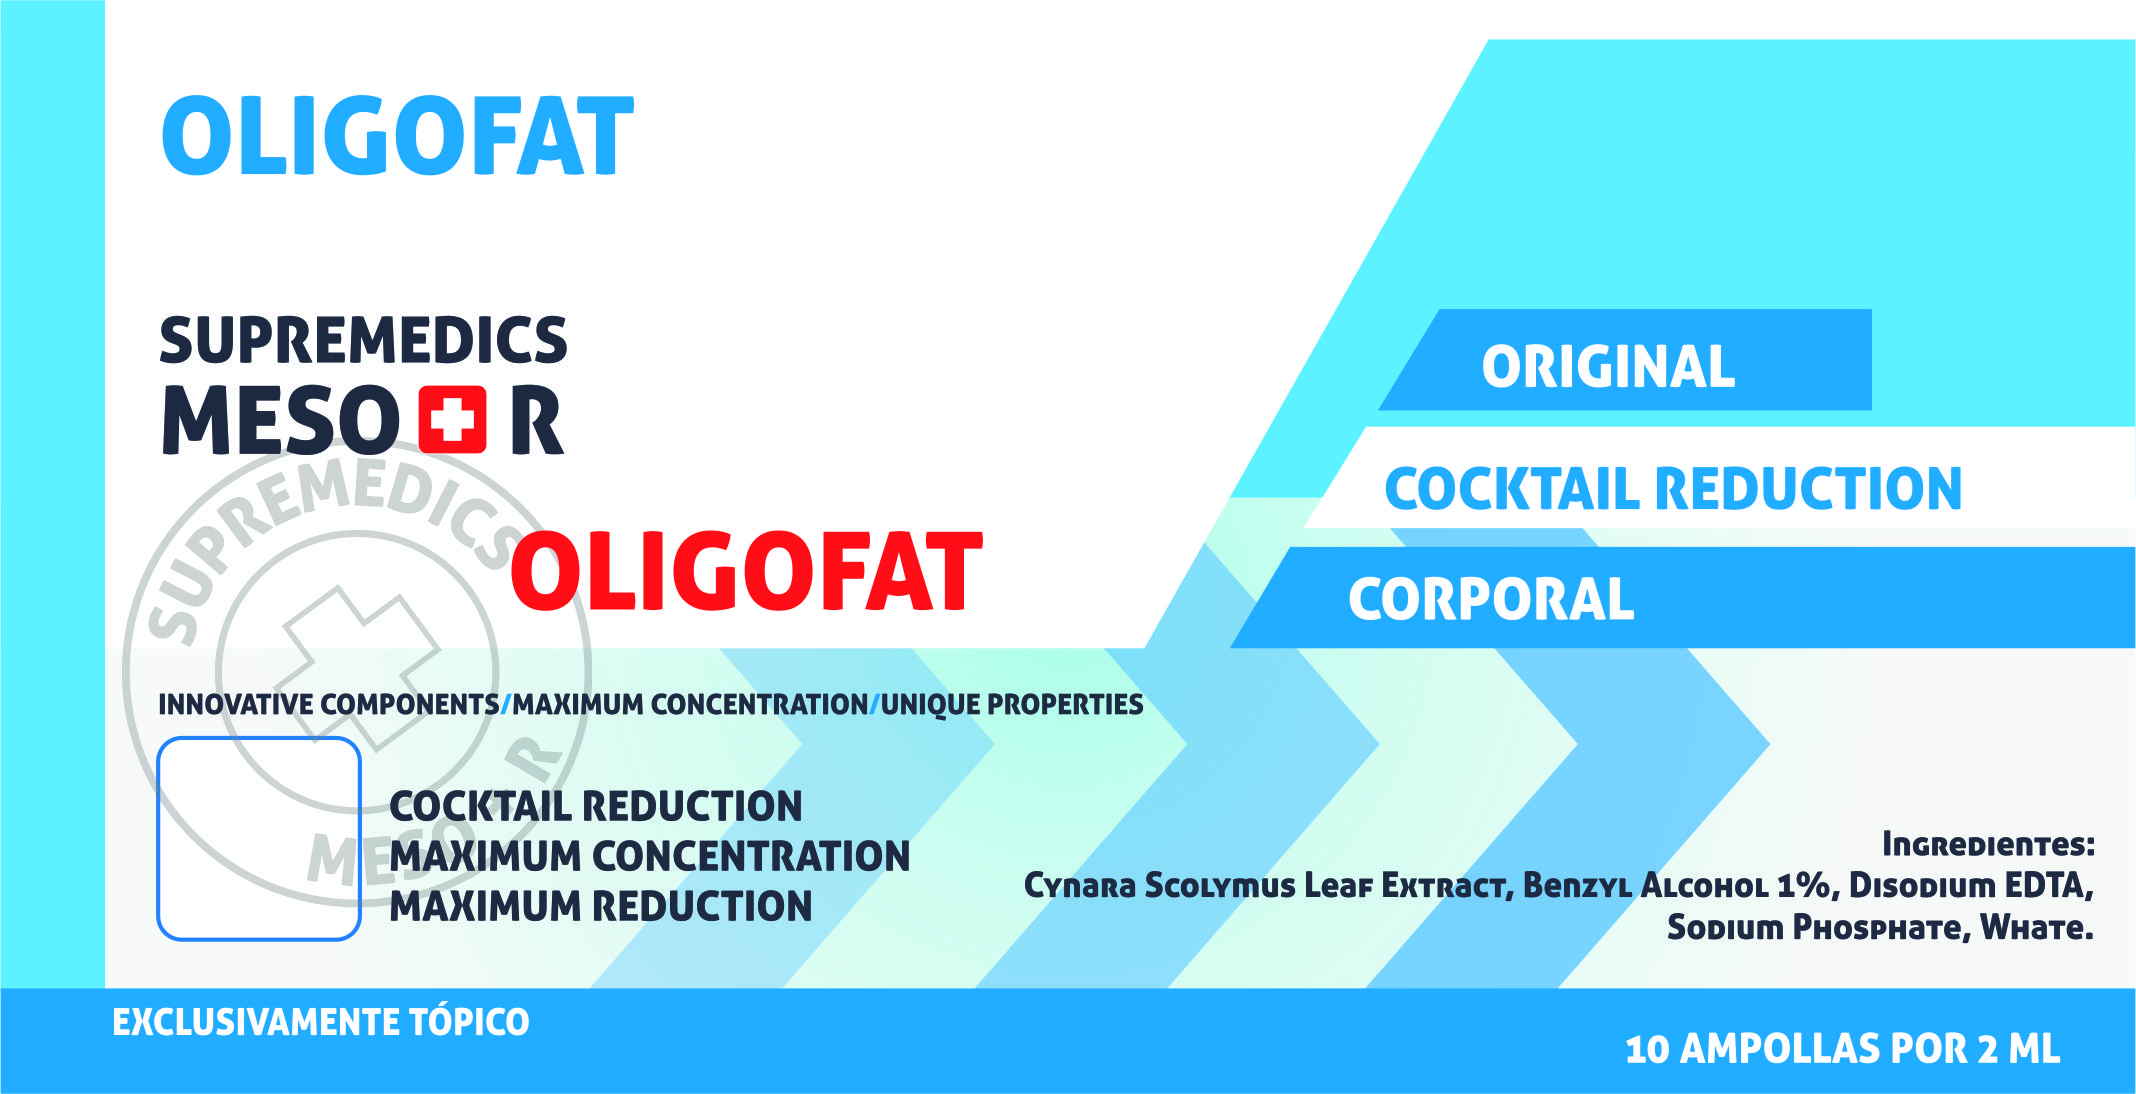 OLIGOFAT
SUPREMEDICS
MESO R
SUPREMEDICS
MESO R
OLIGOFAT
ORIGINAL
COCKTAIL REDUCTION
CORPORAL
INNOVATIVE COMPONENTS/MAXIMUM CONCENTRATION/UNIQUE PROPERTIES
COCKTAIL REDUCTION
MAXIMUM CONCENTRATION
MAXIMUM REDUCTION
Ingredientes:
Cynara Scolymus Leaf Extract, Benzyl Alcohol 1%, Disodium EDTA,
Sodium Phosphate, Whate.
EXCLUSIVAMENTE TÓPICO
10 AMPOLLAS POR 2 ML